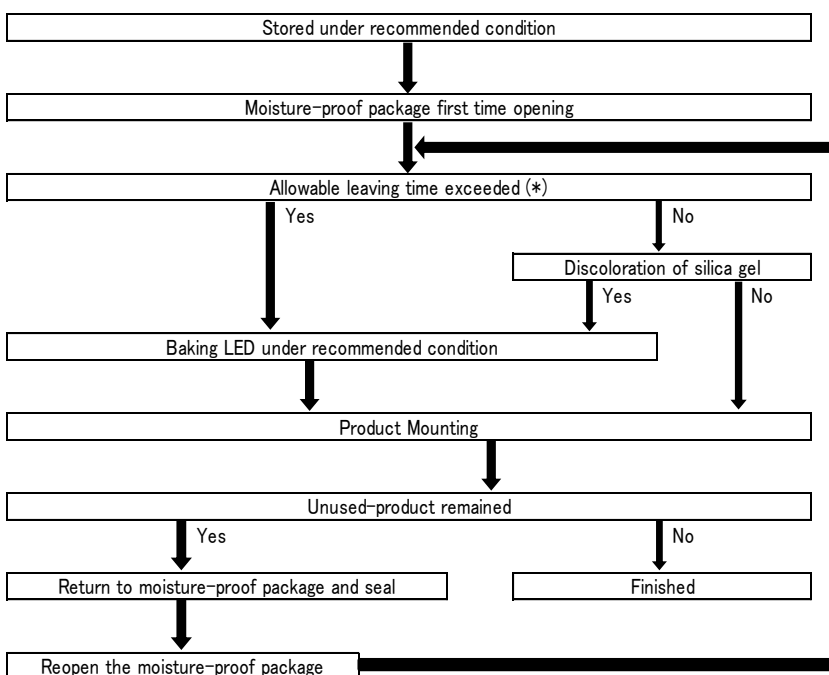 Stored under recommended condition
Moisture-proof package first time opening
Allowable leaving time exceeded (*)
Yes
No
Discoloration of silica gel
Yes
No
Baking LED under recommended condition
Product Mounting
Unused-product remained
Yes
No
Return to moisture-proof package and seal
Finished
Reopen the moisture-proof package